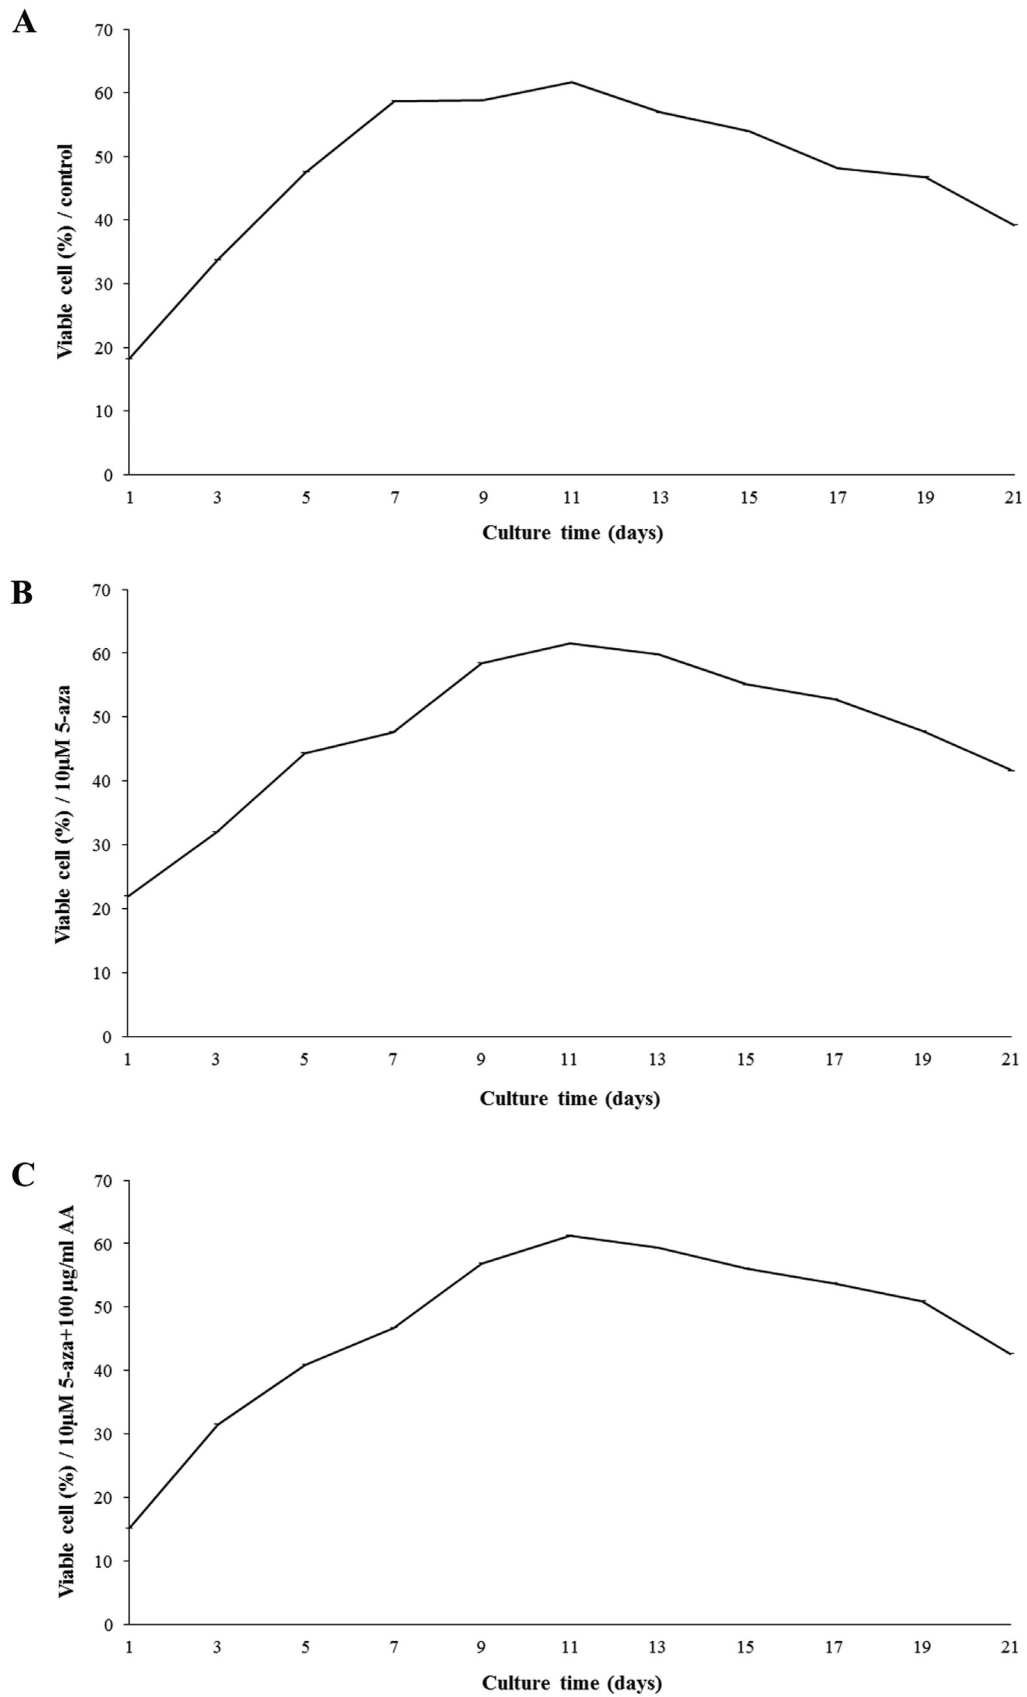 A
Viable cell (%) / control
70
60
50
40
30
20
10
0
1 3 5 7 9 11 13 15 17 19 21
Culture time (days)
B
Viable cell (%) / 10μM 5-aza
70
60
50
40
30
20
10
0
1 3 5 7 9 11 13 15 17 19 21
Culture time (days)
C
Viable cell (%) / 10μM 5-aza+100 μg/ml AA
70
60
50
40
30
20
10
0
1 3 5 7 9 11 13 15 17 19 21
Culture time (days)